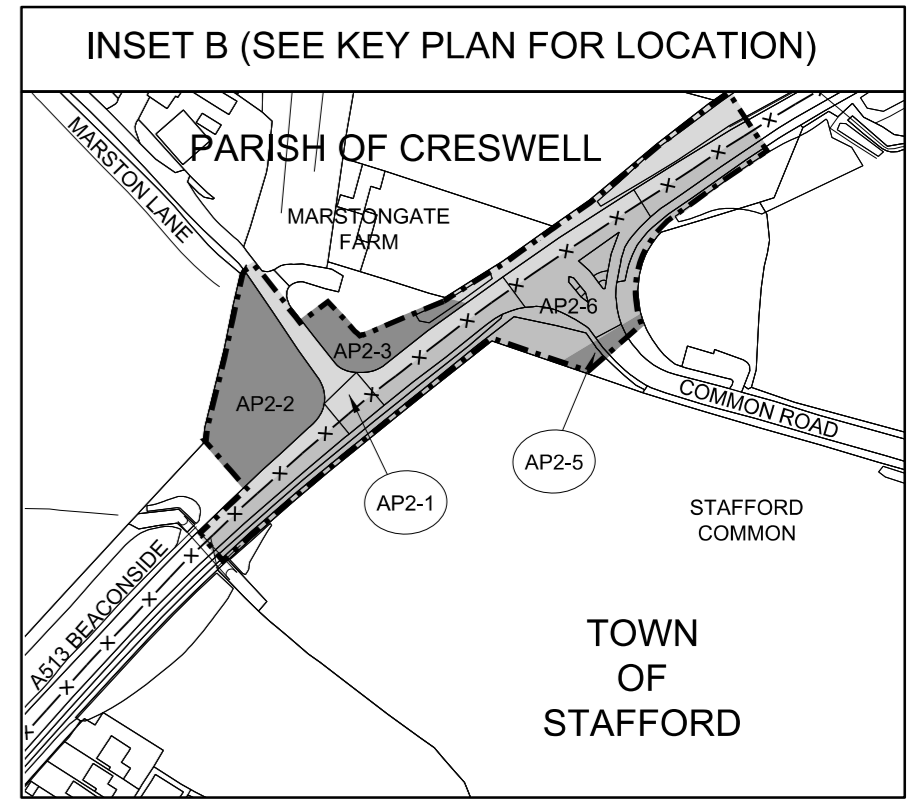 INSET B (SEE KEY PLAN FOR LOCATION)
MARSTON LANE
PARISH OF CRESWELL
MARSTONGATE
FARM
AP2-6
AP2-3
AP2-2
COMMON ROAD
AP2-5
AP2-1
STAFFORD
COMMON
A513 BEACONSIDE
TOWN
OF
STAFFORD